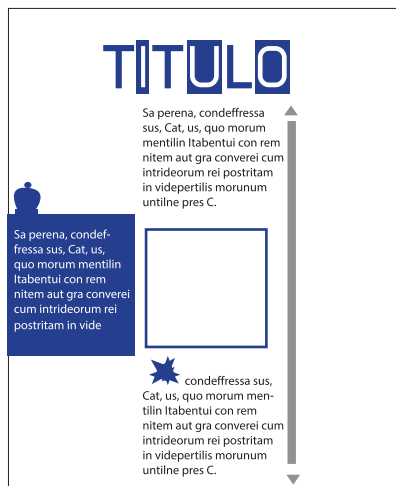 TITULO
Sa perena, condeffressa
sus, Cat, us, quo morum
mentilin Itabentui con rem
nitem aut gra converei cum
intrideorum rei postritam
in videpertilis morunum
untilne pres C.
Sa perena, condef-
fressa sus, Cat, us,
quo morum mentilin
Itabentui con rem
nitem aut gra converei
cum intrideorum rei
postritam in vide
condeffressa sus,
Cat, us, quo morum men-
tilin Itabentui con rem
nitem aut gra converei cum
intrideorum rei postritam
in videpertilis morunum
untilne pres C.